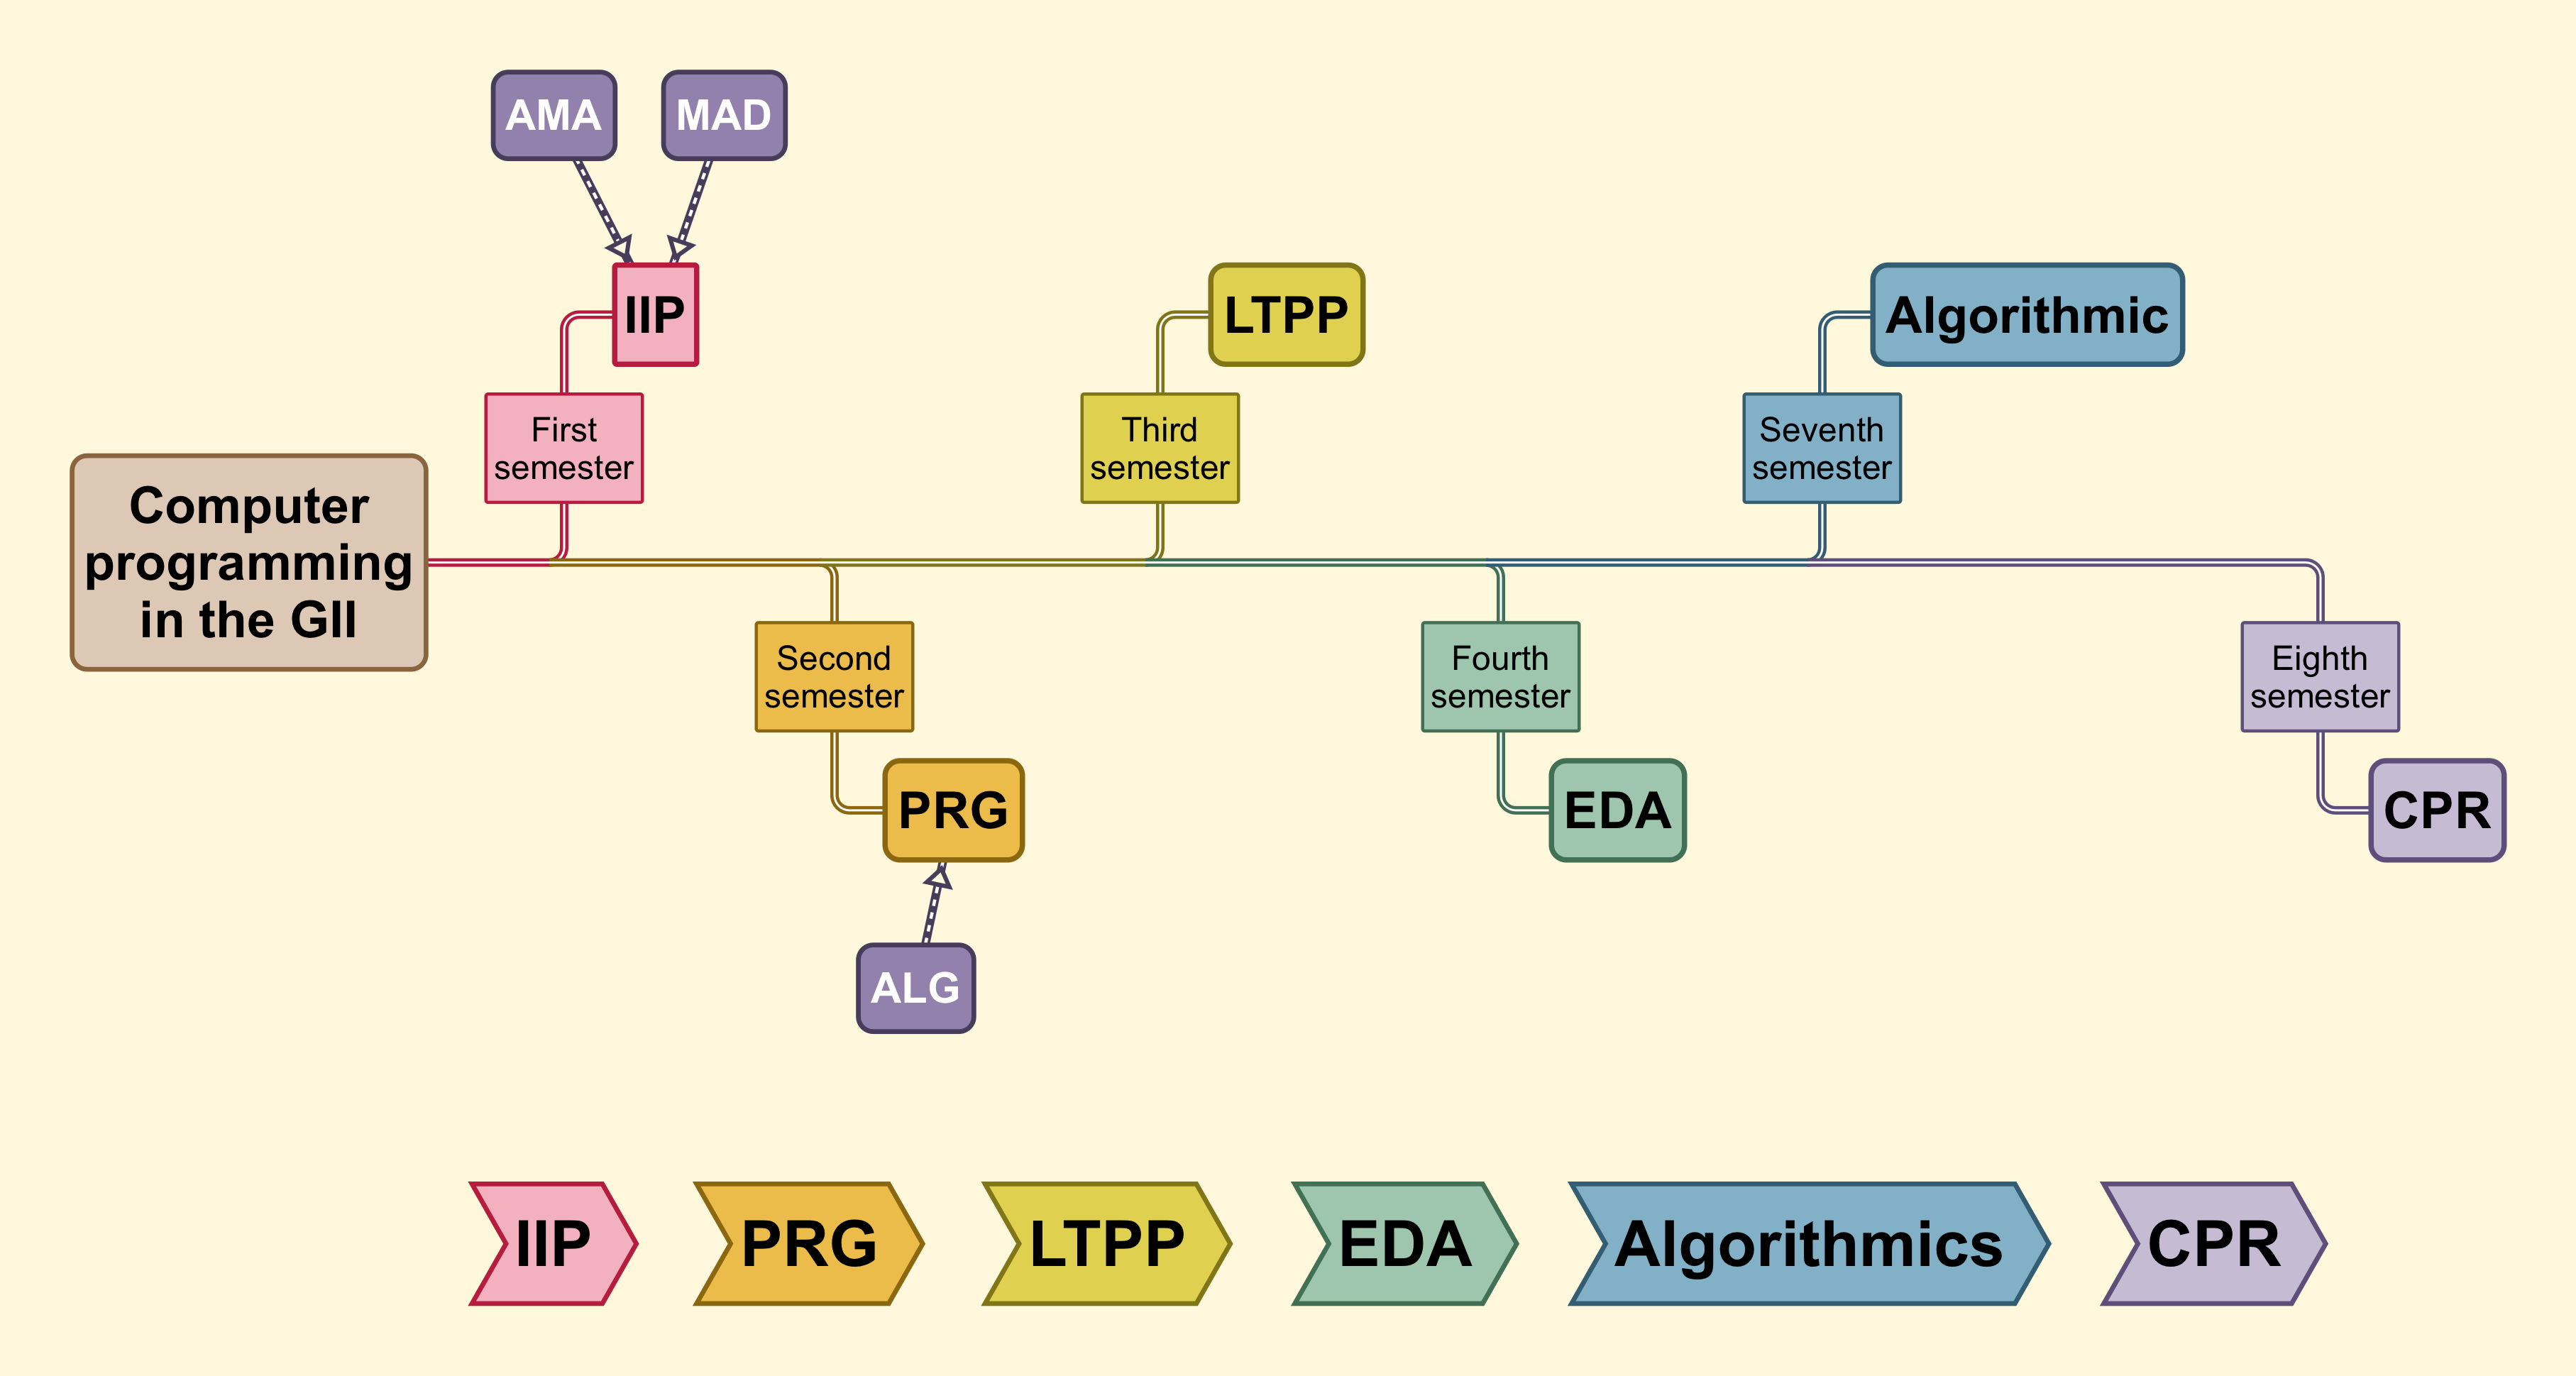 AMA
MAD
IIP
LTPP
Algorithmic
First
semester
Third
semester
Seventh
semester
Computer
programming
in the GII
Second
semester
Fourth
semester
Eighth
semester
PRG
EDA
CPR
ALG
IIP
PRG
LTPP
EDA
Algorithmics
CPR